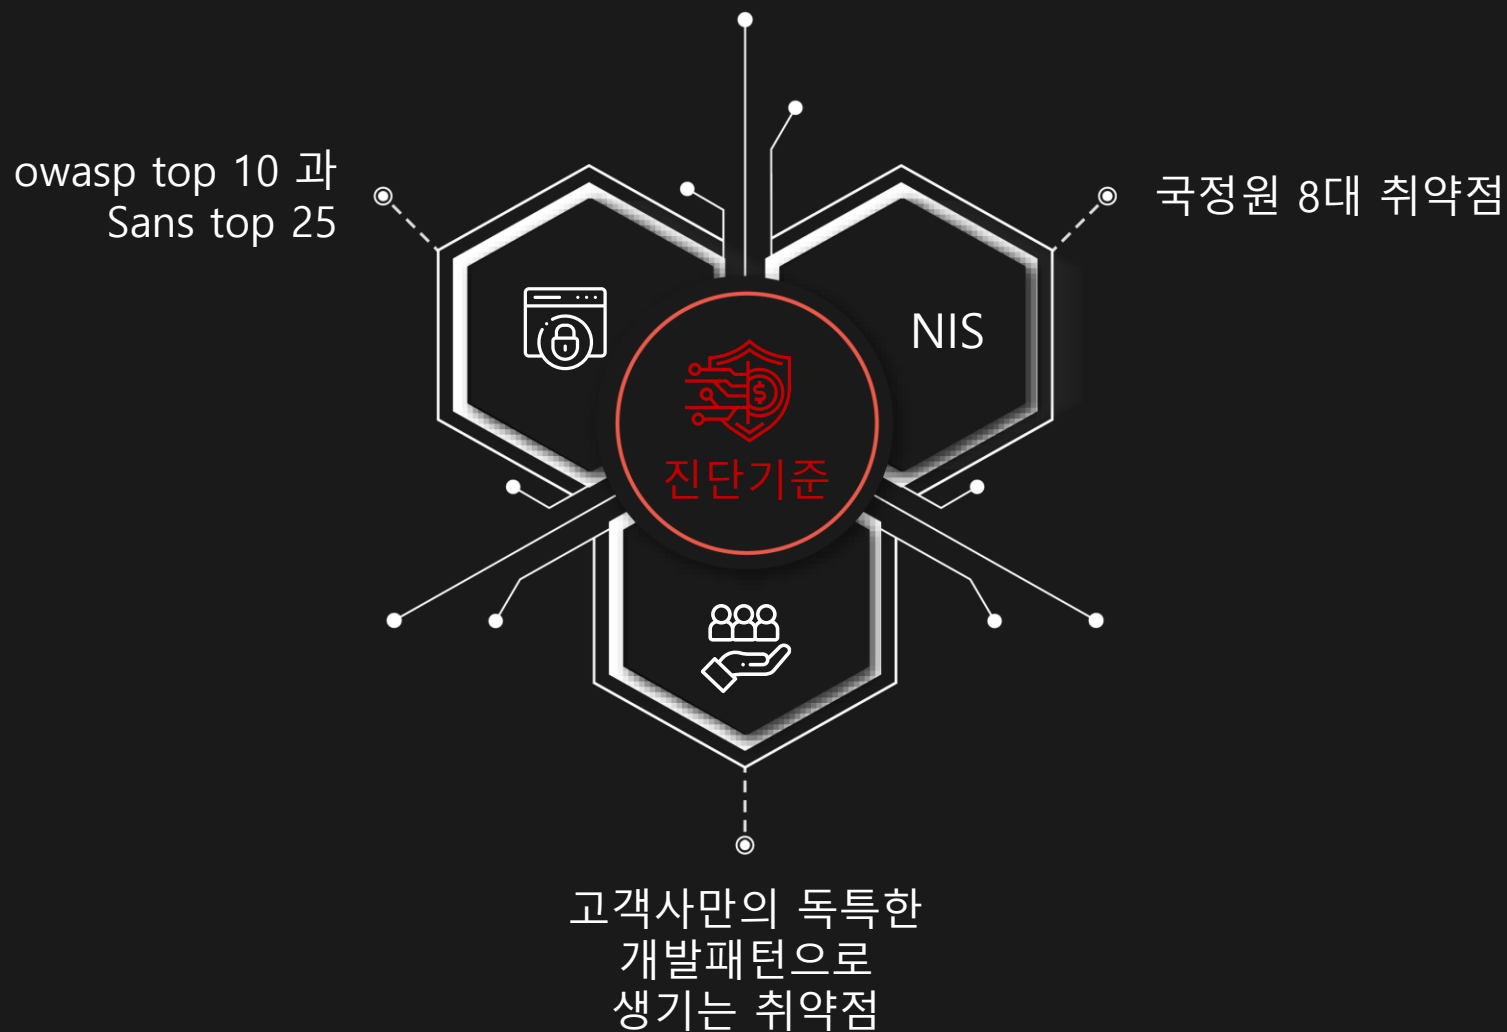 owasp top 10 과
Sans top 25
국정원 8대 취약점
NIS
진단기준
고객사만의 독특한
개발패턴으로
생기는 취약점